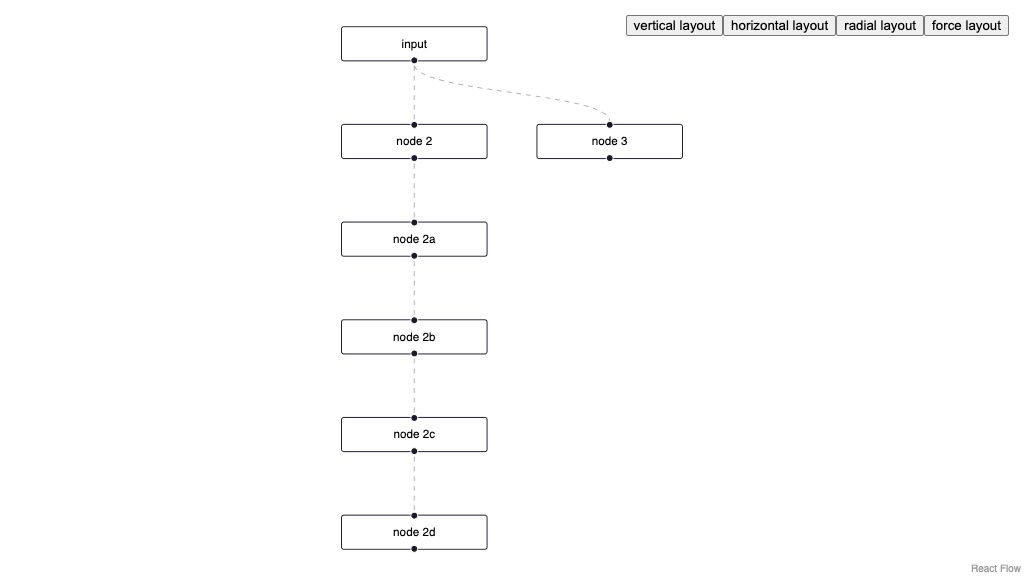 input
vertical layout
horizontal layout
radial layout
force layout
node 2
node 3
node 2a
node 2b
node 2c
node 2d
React Flow